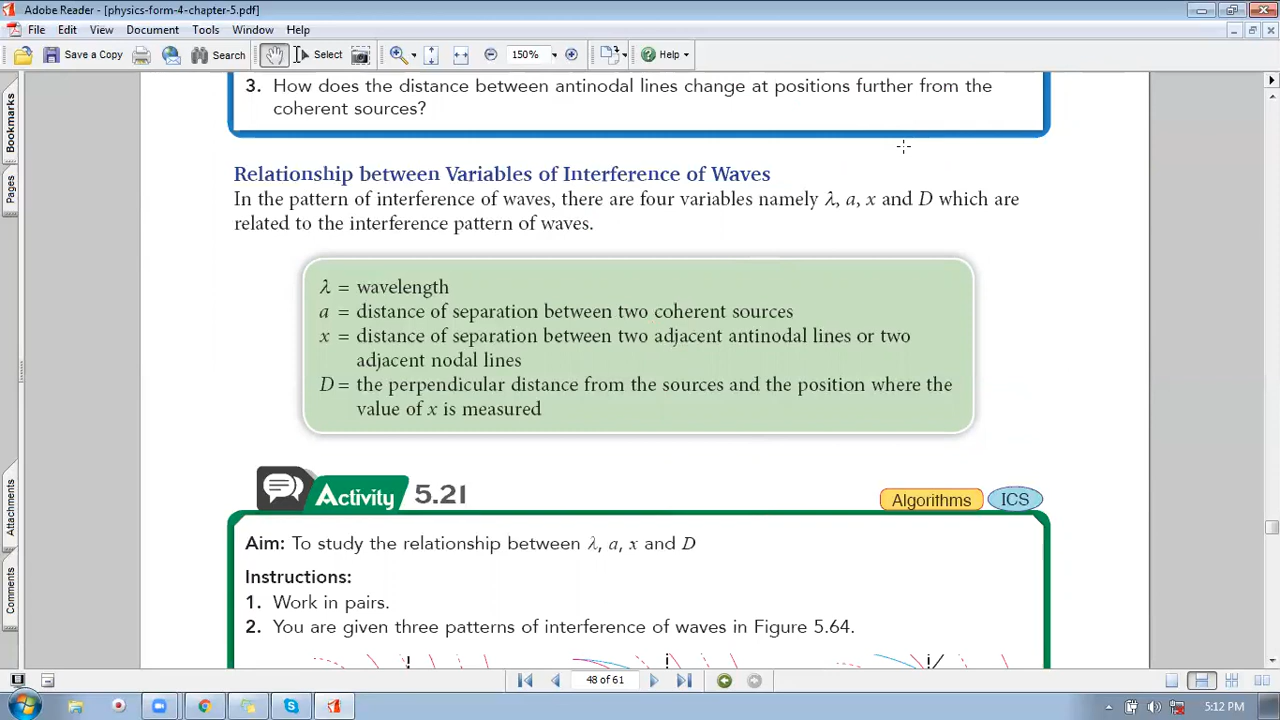 Adobe Reader - [physics-form-4-chapter-5.pdf]
File Edit View Document Tools Window Help
Save a Copy Search Select 150% Help
Bookmarks
Pages
Attachments
Comments
3. How does the distance between antinodal lines change at positions further from the
coherent sources?
Relationship between Variables of Interference of Waves
In the pattern of interference of waves, there are four variables namely λ, a, x and D which are
related to the interference pattern of waves.
λ = wavelength
a = distance of separation between two coherent sources
x = distance of separation between two adjacent antinodal lines or two
adjacent nodal lines
D = the perpendicular distance from the sources and the position where the
value of x is measured
Activity 5.21
Algorithms ICS
Aim: To study the relationship between λ, a, x and D
Instructions:
1. Work in pairs.
2. You are given three patterns of interference of waves in Figure 5.64.
48 of 61
5:12 PM